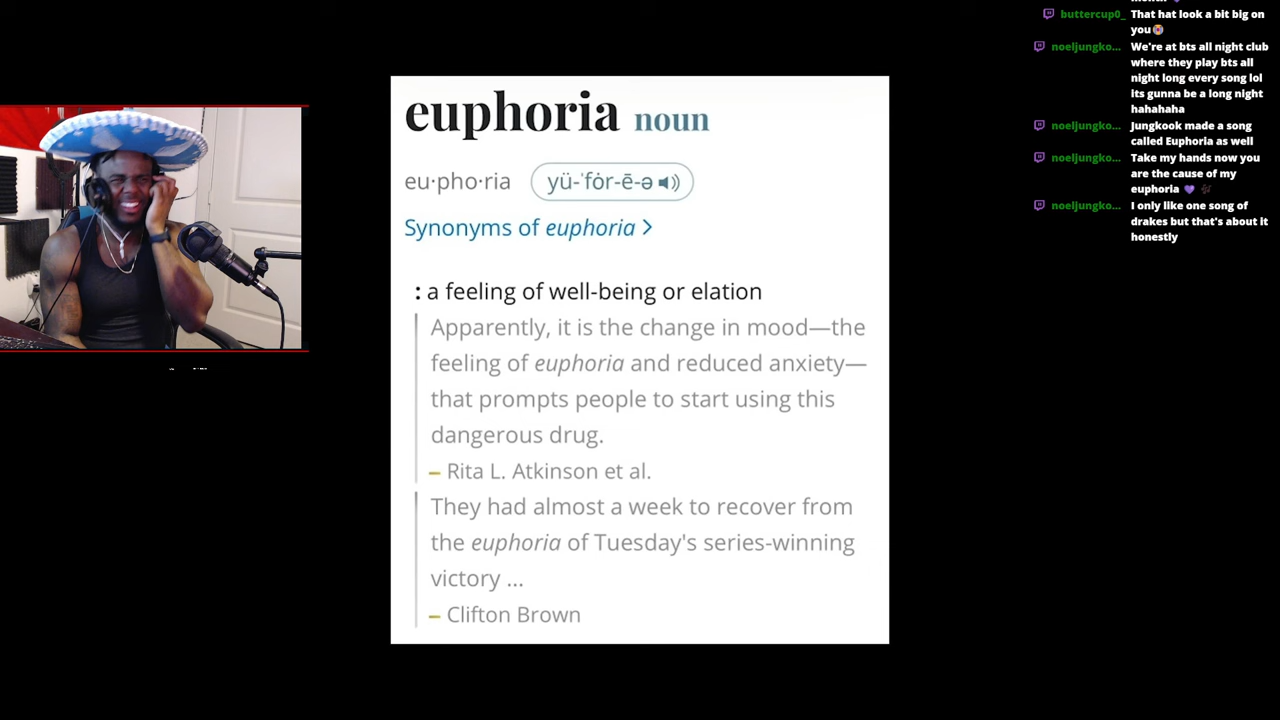 euphoria noun
eu·pho·ria yü-ˈfȯr-ē-ə
Synonyms of euphoria
: a feeling of well-being or elation
Apparently, it is the change in mood—the
feeling of euphoria and reduced anxiety—
that prompts people to start using this
dangerous drug.
– Rita L. Atkinson et al.
They had almost a week to recover from
the euphoria of Tuesday's series-winning
victory ...
– Clifton Brown
buttercup0_ That hat look a bit big on
you
noeljungko... We're at bts all night club
where they play bts all
night long every song lol
its gunna be a long night
hahahaha
noeljungko... Jungkook made a song
called Euphoria as well
noeljungko... Take my hands now you
are the cause of my
euphoria
noeljungko... I only like one song of
drakes but that's about it
honestly